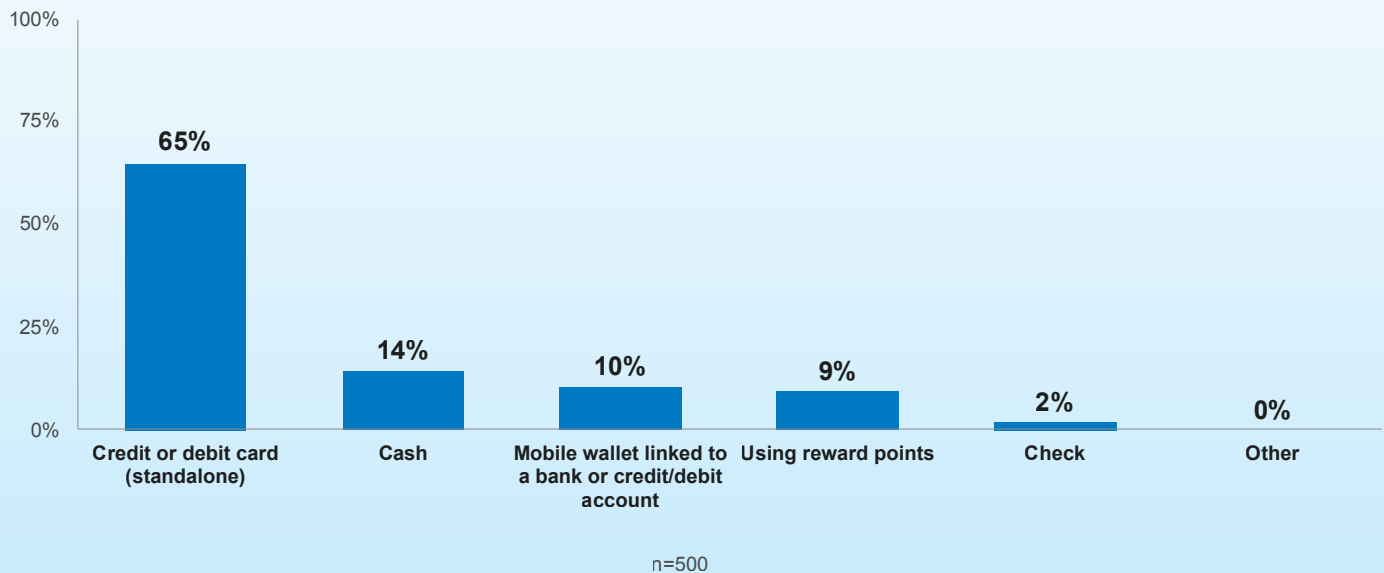 100%
75%
50%
25%
0%
65%
14%
10%
9%
2%
0%
Credit or debit card
(standalone)
Cash
Mobile wallet linked to
a bank or credit/debit
account
Using reward points
Check
Other
n=500